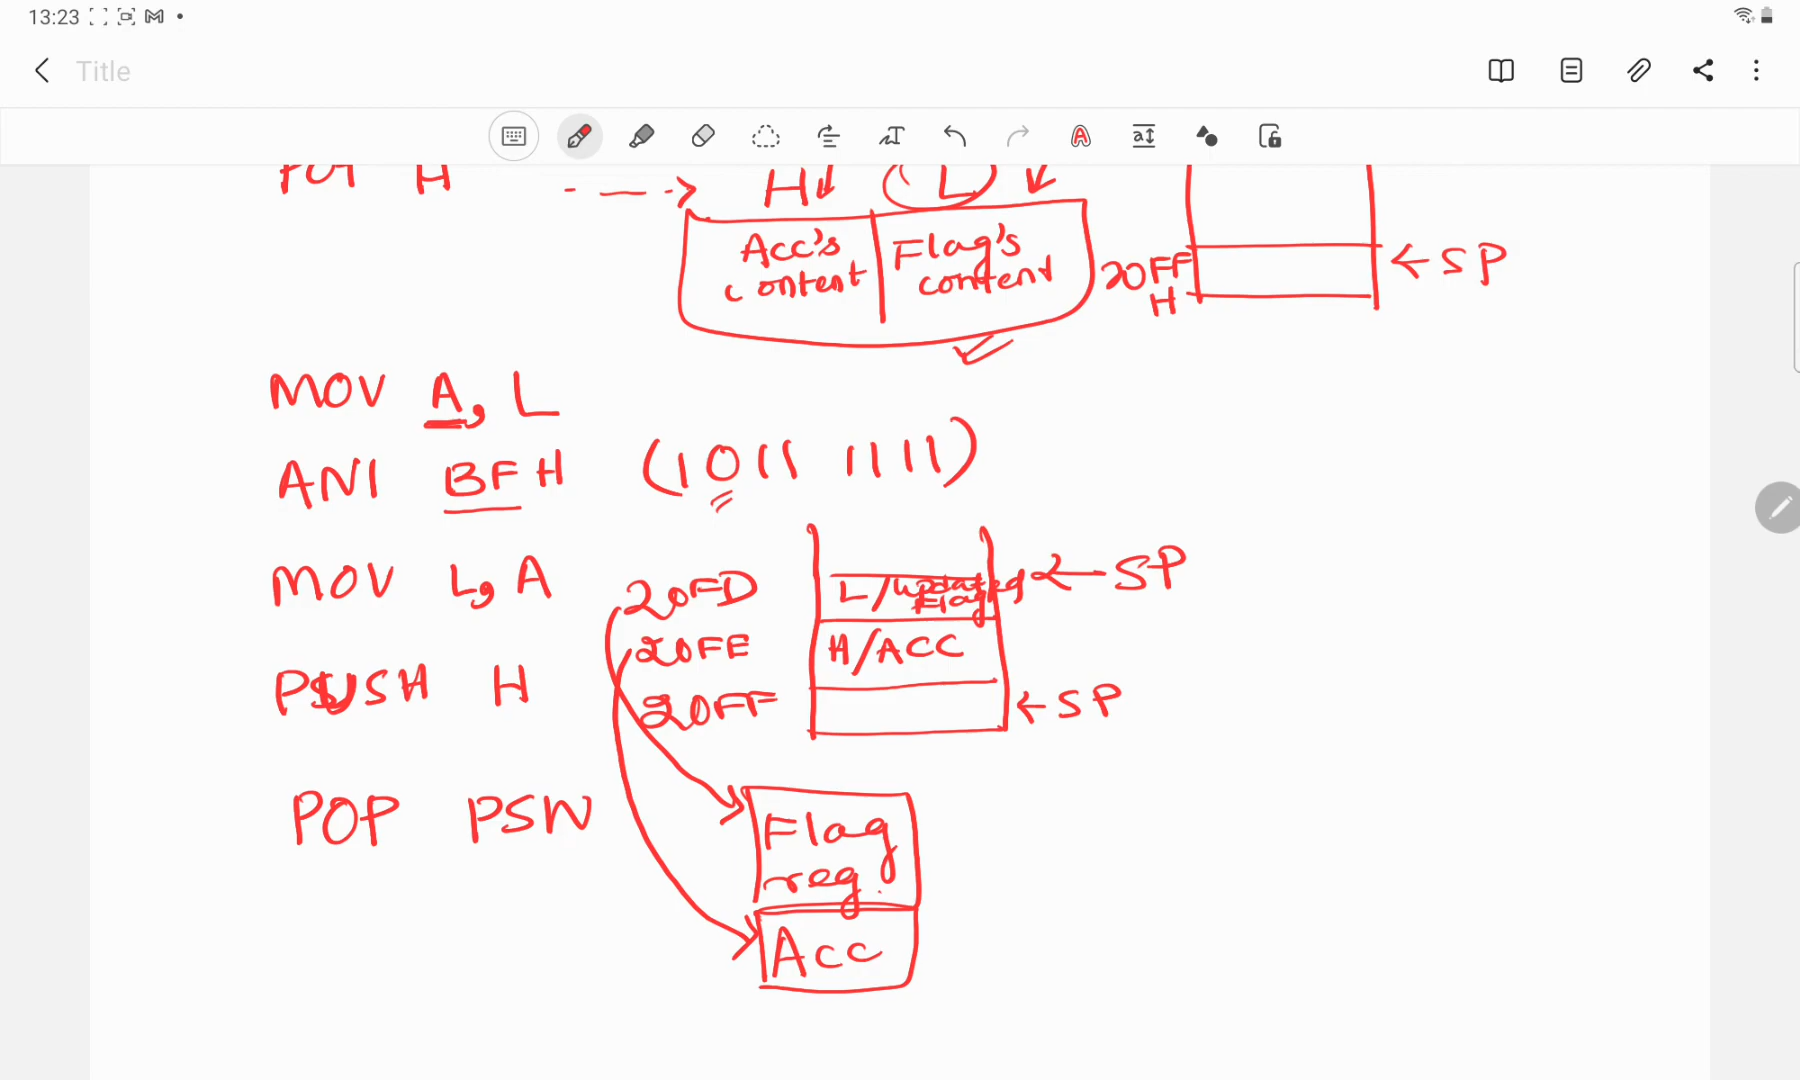 13:23
Title
POP H
H L
Acc's content Flag's content
20FF H ← SP
MOV A, L
ANI BFH (1011 1111)
MOV L, A
20FD L/updated Flag ← SP
20FE H/ACC
PUSH H
20FF ← SP
POP PSW
Flag reg.
Acc